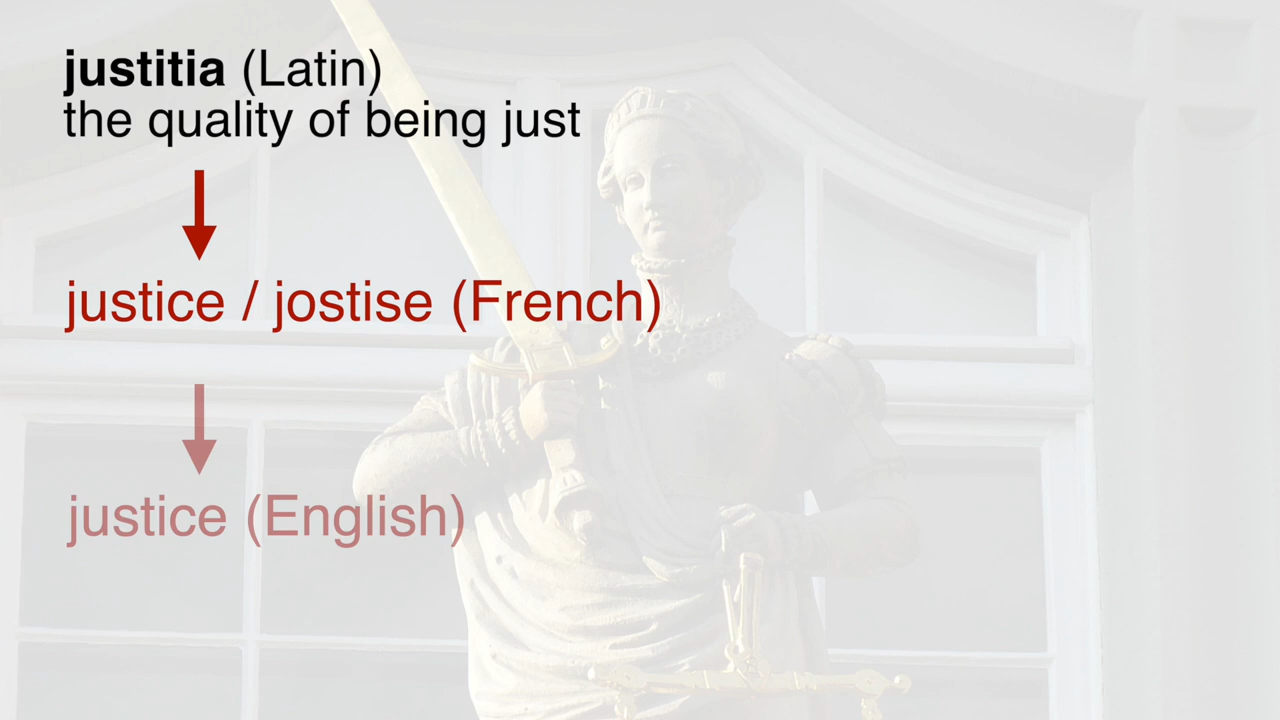 justitia (Latin)
the quality of being just
justice / jostise (French)
justice (English)